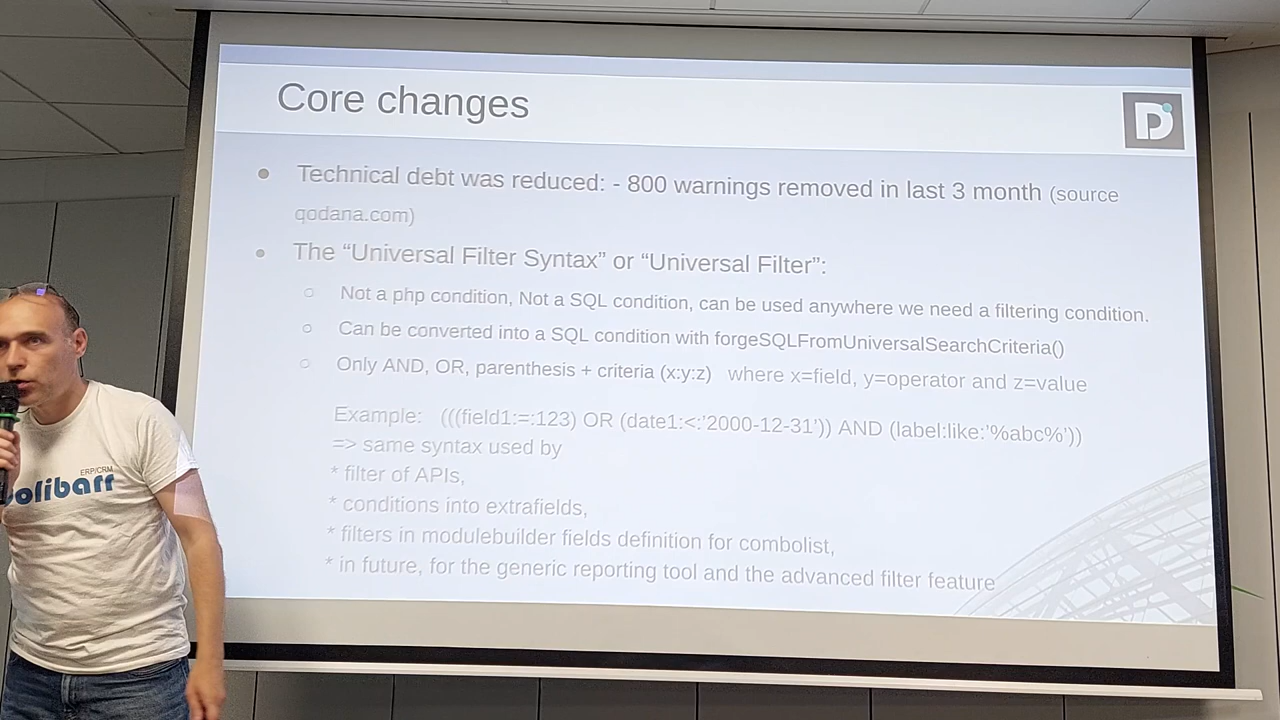 Core changes
D
Technical debt was reduced: - 800 warnings removed in last 3 month (source
qodana.com)
The “Universal Filter Syntax” or “Universal Filter”:
Not a php condition, Not a SQL condition, can be used anywhere we need a filtering condition.
Can be converted into a SQL condition with forgeSQLFromUniversalSearchCriteria()
Only AND, OR, parenthesis + criteria (x:y:z) where x=field, y=operator and z=value
Example: (((field1:=:123) OR (date1:<:’2000-12-31’)) AND (label:like:’%abc%’))
=> same syntax used by
* filter of APIs,
* conditions into extrafields,
* filters in modulebuilder fields definition for combolist,
* in future, for the generic reporting tool and the advanced filter feature
ERP/CRM
olibarr